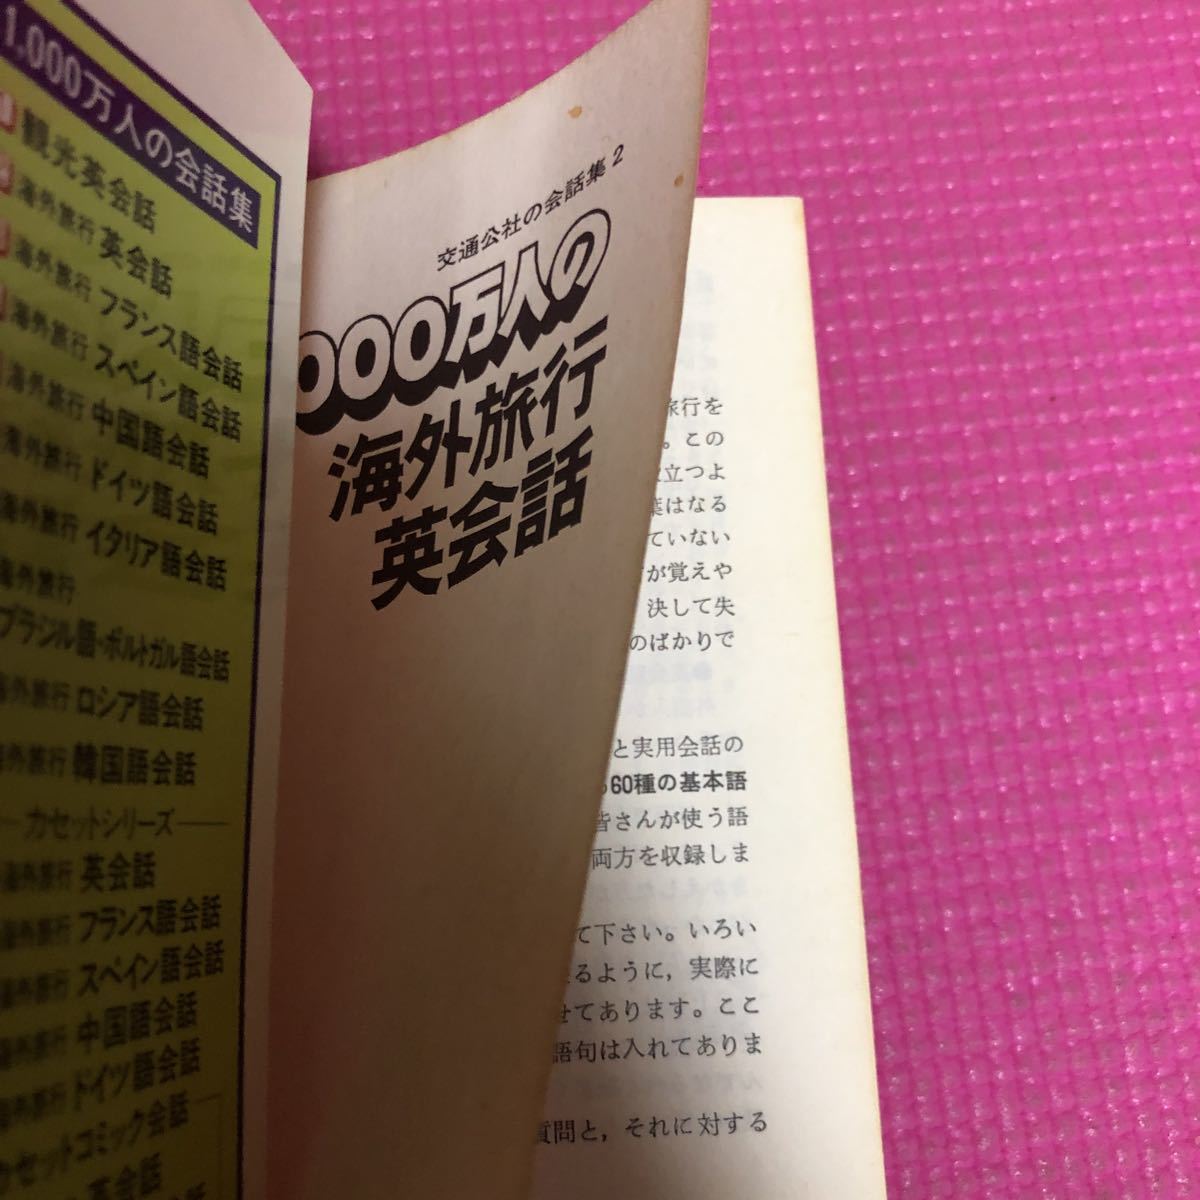 1.000万人の会話集
観光英会話
海外旅行 英会話
海外旅行 フランス語会話
海外旅行 スペイン語会話
海外旅行 中国語会話
海外旅行 ドイツ語会話
海外旅行 イタリア語会話
海外旅行
ブラジル語・ポルトガル語会話
海外旅行 ロシア語会話
海外旅行 韓国語会話
カセットシリーズ
海外旅行 英会話
海外旅行 フランス語会話
海外旅行 スペイン語会話
海外旅行 中国語会話
海外旅行 ドイツ語会話
カセットコミック会話
英会話
交通公社の会話集 2
000万人の
海外旅行
英会話
旅行を
。この
立つよ
葉はなる
ていない
が覚えや
決して失
のばかりで
と実用会話の
60種の基本語
皆さんが使う語
両方を収録しま
て下さい。いろい
るように，実際に
せてあります。ここ
語句は入れてありま
質問と，それに対する